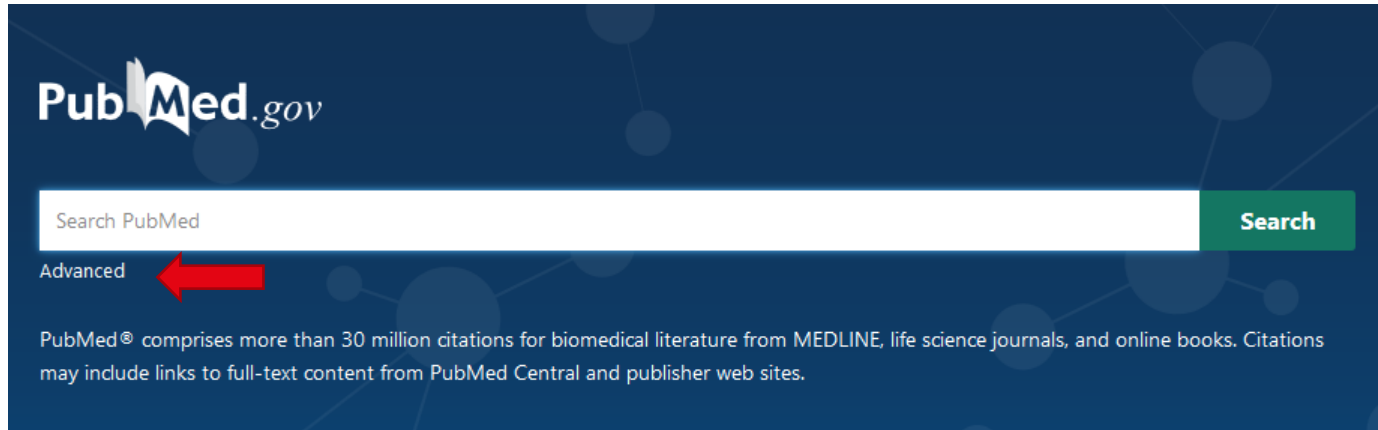 PubMed.gov
Search PubMed
Search
Advanced
PubMed® comprises more than 30 million citations for biomedical literature from MEDLINE, life science journals, and online books. Citations
may include links to full-text content from PubMed Central and publisher web sites.